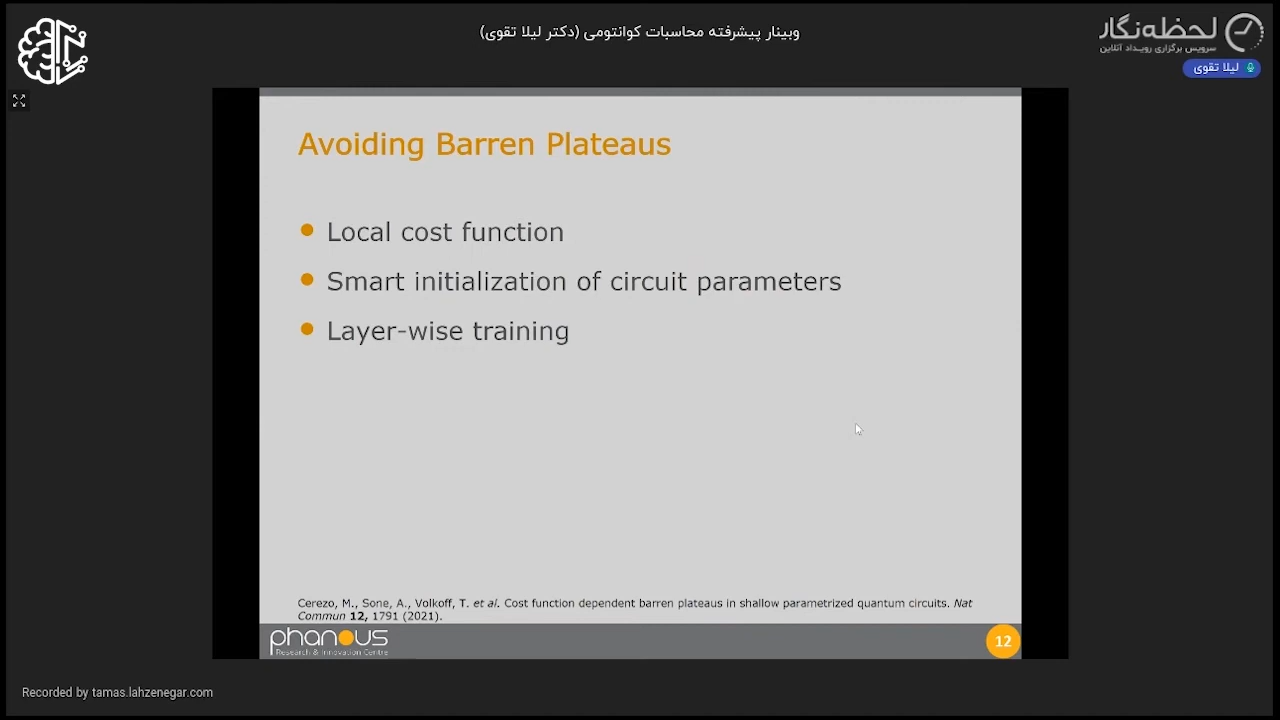 وبینار پیشرفته محاسبات کوانتومی (دکتر لیلا تقوی)
لحظه‌نگار
سرویس برگزاری رویداد آنلاین
لیلا تقوی
Avoiding Barren Plateaus
Local cost function
Smart initialization of circuit parameters
Layer-wise training
Cerezo, M., Sone, A., Volkoff, T. et al. Cost function dependent barren plateaus in shallow parametrized quantum circuits. Nat
Commun 12, 1791 (2021).
phanous
Research & Innovation Centre
12
Recorded by tamas.lahzenegar.com